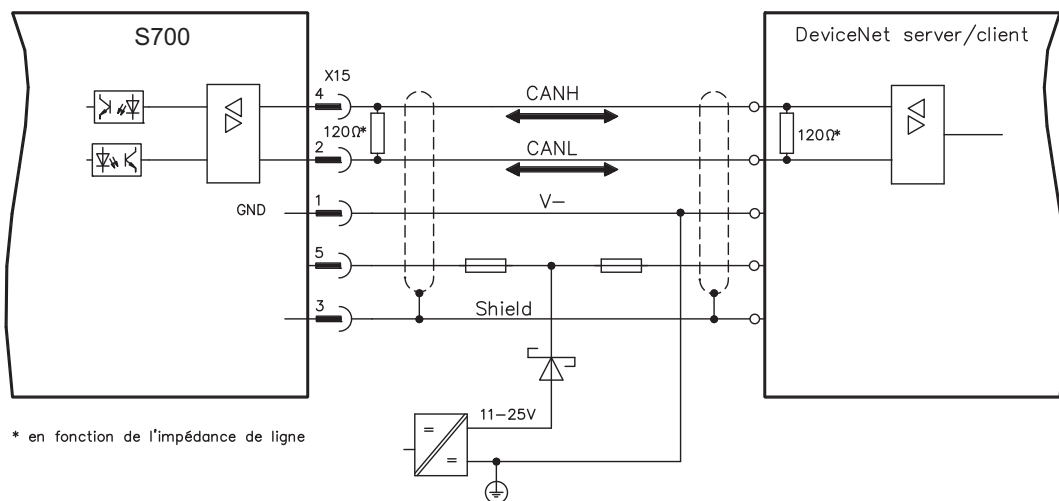 S700
DeviceNet server/client
X15
4
CANH
120Ω*
120Ω*
2
CANL
GND
1
V–
5
3
Shield
11–25V
=
=
* en fonction de l'impédance de ligne